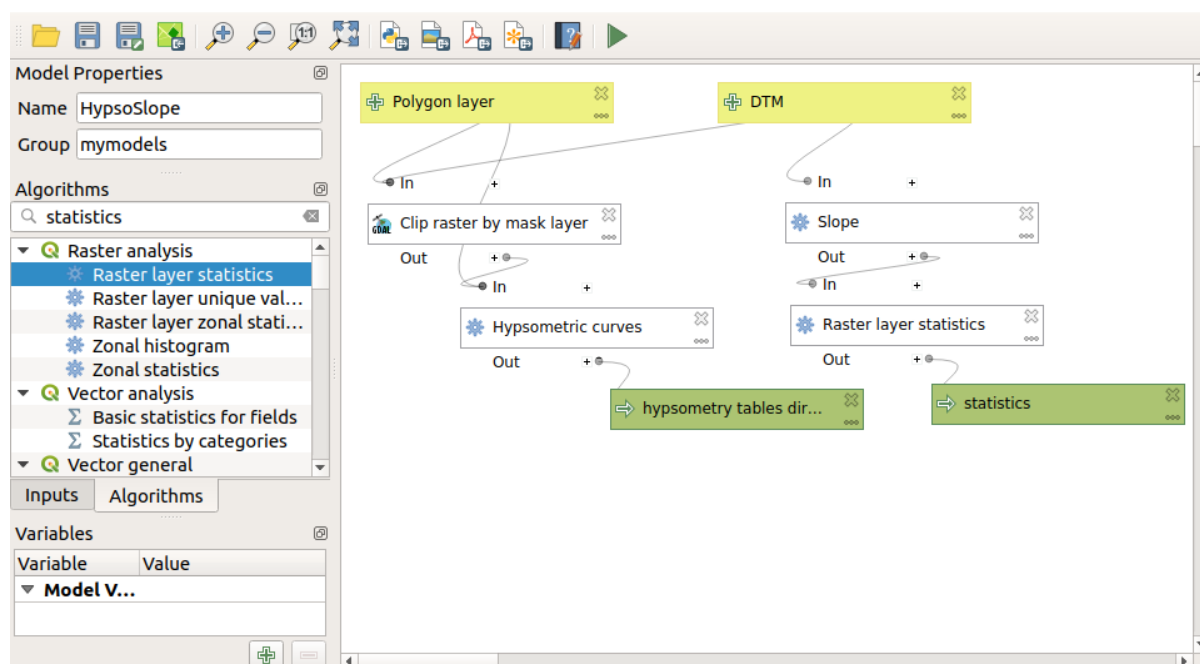 1:1
Model Properties
Name HypsoSlope
Group mymodels
Algorithms
statistics
Raster analysis
Raster layer statistics
Raster layer unique val...
Raster layer zonal stati...
Zonal histogram
Zonal statistics
Vector analysis
Σ Basic statistics for fields
Σ Statistics by categories
Vector general
Inputs Algorithms
Variables
Variable Value
Model V...
Polygon layer
DTM
In +
In +
GDAL Clip raster by mask layer
Slope
Out +
Out +
In +
In +
Hypsometric curves
Raster layer statistics
Out +
Out +
hypsometry tables dir...
statistics